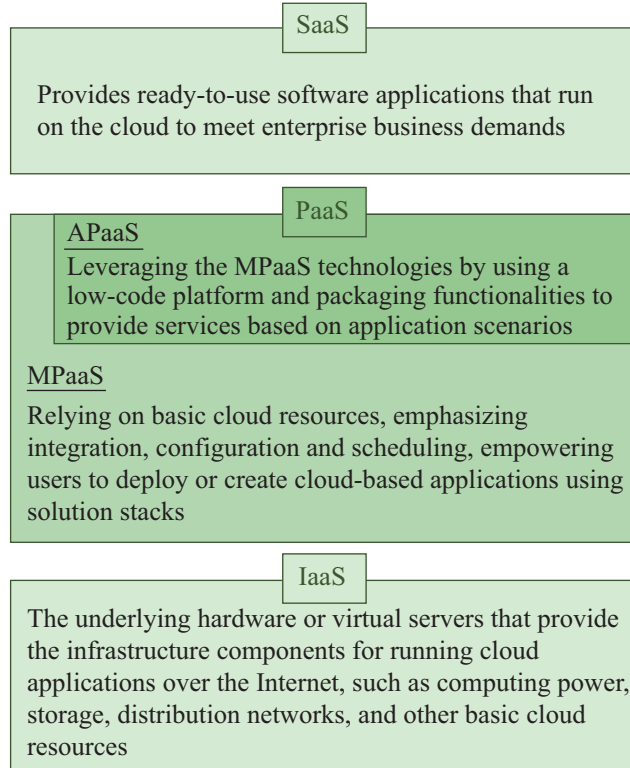 SaaS
Provides ready-to-use software applications that run
on the cloud to meet enterprise business demands
PaaS
APaaS
Leveraging the MPaaS technologies by using a
low-code platform and packaging functionalities to
provide services based on application scenarios
MPaaS
Relying on basic cloud resources, emphasizing
integration, configuration and scheduling, empowering
users to deploy or create cloud-based applications using
solution stacks
IaaS
The underlying hardware or virtual servers that provide
the infrastructure components for running cloud
applications over the Internet, such as computing power,
storage, distribution networks, and other basic cloud
resources